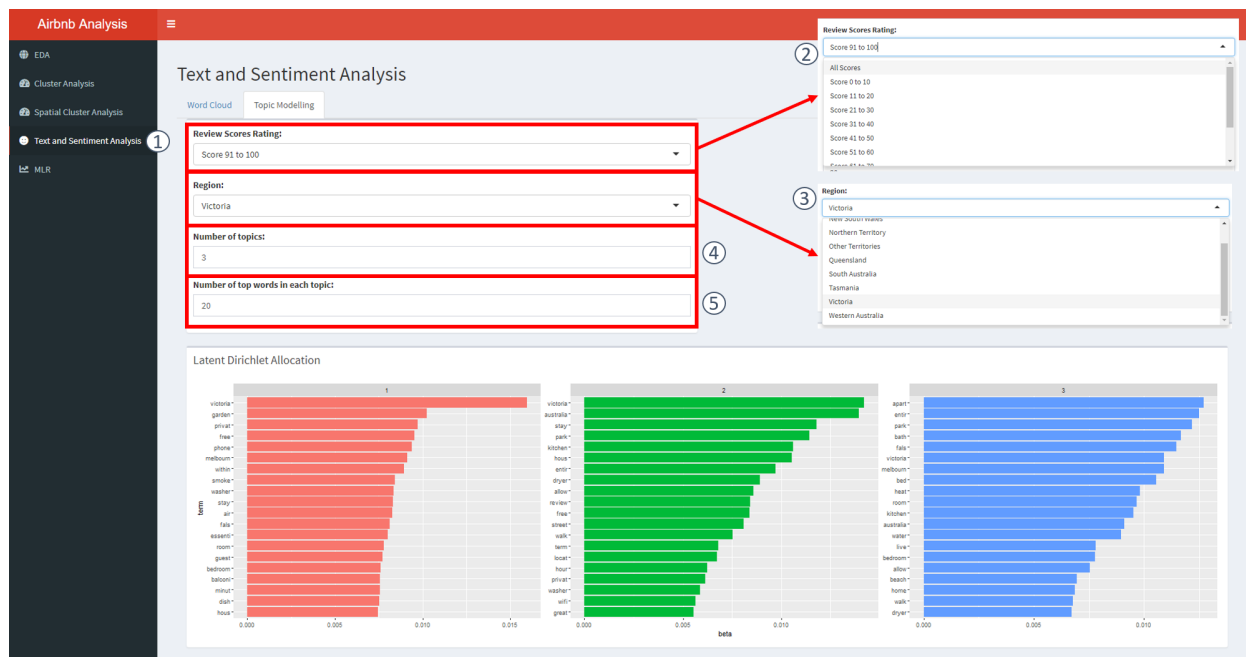 Airbnb Analysis
EDA
Cluster Analysis
Spatial Cluster Analysis
Text and Sentiment Analysis
MLR
①
Text and Sentiment Analysis
Word Cloud Topic Modelling
Review Scores Rating:
Score 91 to 100
Region:
Victoria
Number of topics:
3
④
Number of top words in each topic:
20
⑤
②
Review Scores Rating:
Score 91 to 100
All Scores
Score 0 to 10
Score 11 to 20
Score 21 to 30
Score 31 to 40
Score 41 to 50
Score 51 to 60
Score 61 to 70
③
Region:
Victoria
New South Wales
Northern Territory
Other Territories
Queensland
South Australia
Tasmania
Victoria
Western Australia
Latent Dirichlet Allocation
term
1
victoria
garden
privat
free
phone
melbourn
within
smoke
washer
stay
air
fals
essenti
room
guest
bedroom
balconi
minut
dish
hous
0.000 0.005 0.010 0.015
2
victoria
australia
stay
park
kitchen
hous
entir
dryer
allow
review
free
street
walk
term
locat
hour
privat
washer
wifi
great
0.000 0.005 0.010
3
apart
entir
park
bath
fals
victoria
melbourn
bed
heat
room
kitchen
australia
water
live
bedroom
allow
beach
home
walk
dryer
0.000 0.005 0.010
beta